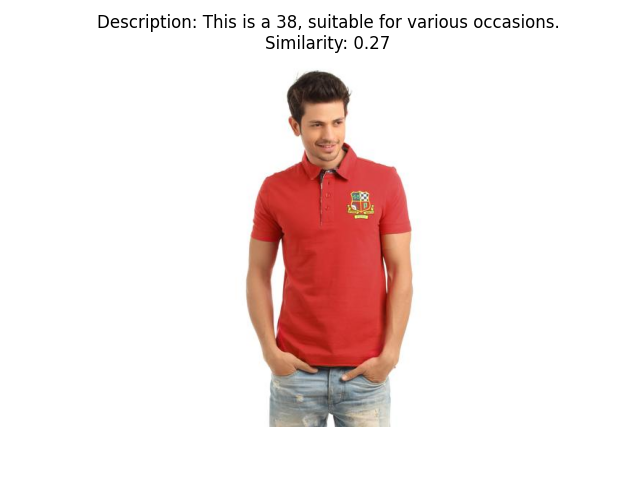 Description: This is a 38, suitable for various occasions.
Similarity: 0.27